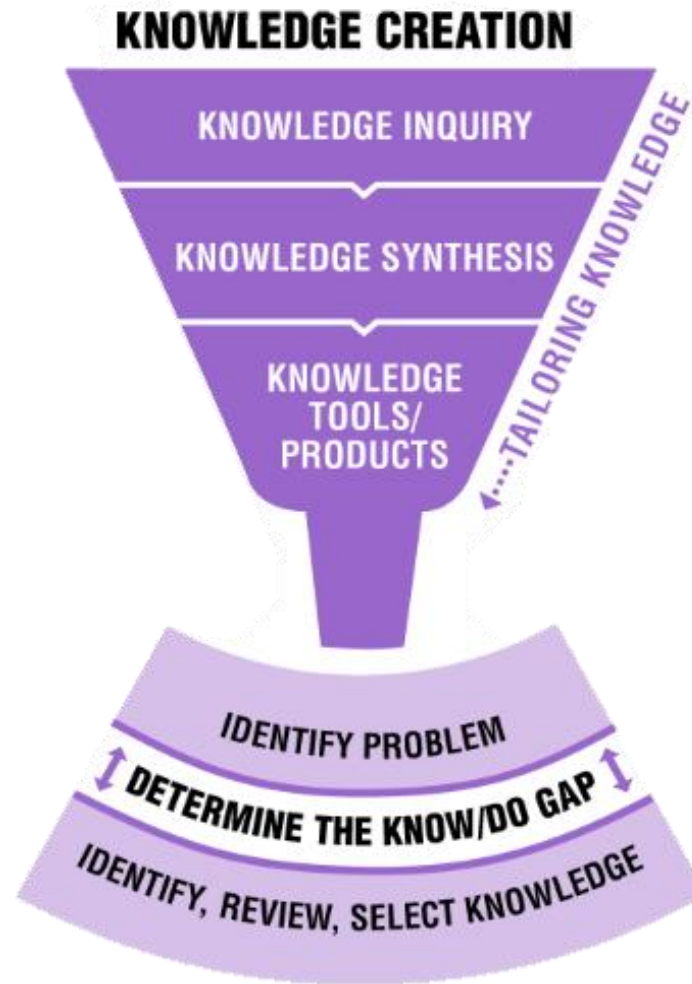 KNOWLEDGE CREATION
KNOWLEDGE INQUIRY
KNOWLEDGE SYNTHESIS
KNOWLEDGE
TOOLS/
PRODUCTS
TAILORING KNOWLEDGE
IDENTIFY PROBLEM
DETERMINE THE KNOW/DO GAP
IDENTIFY, REVIEW, SELECT KNOWLEDGE